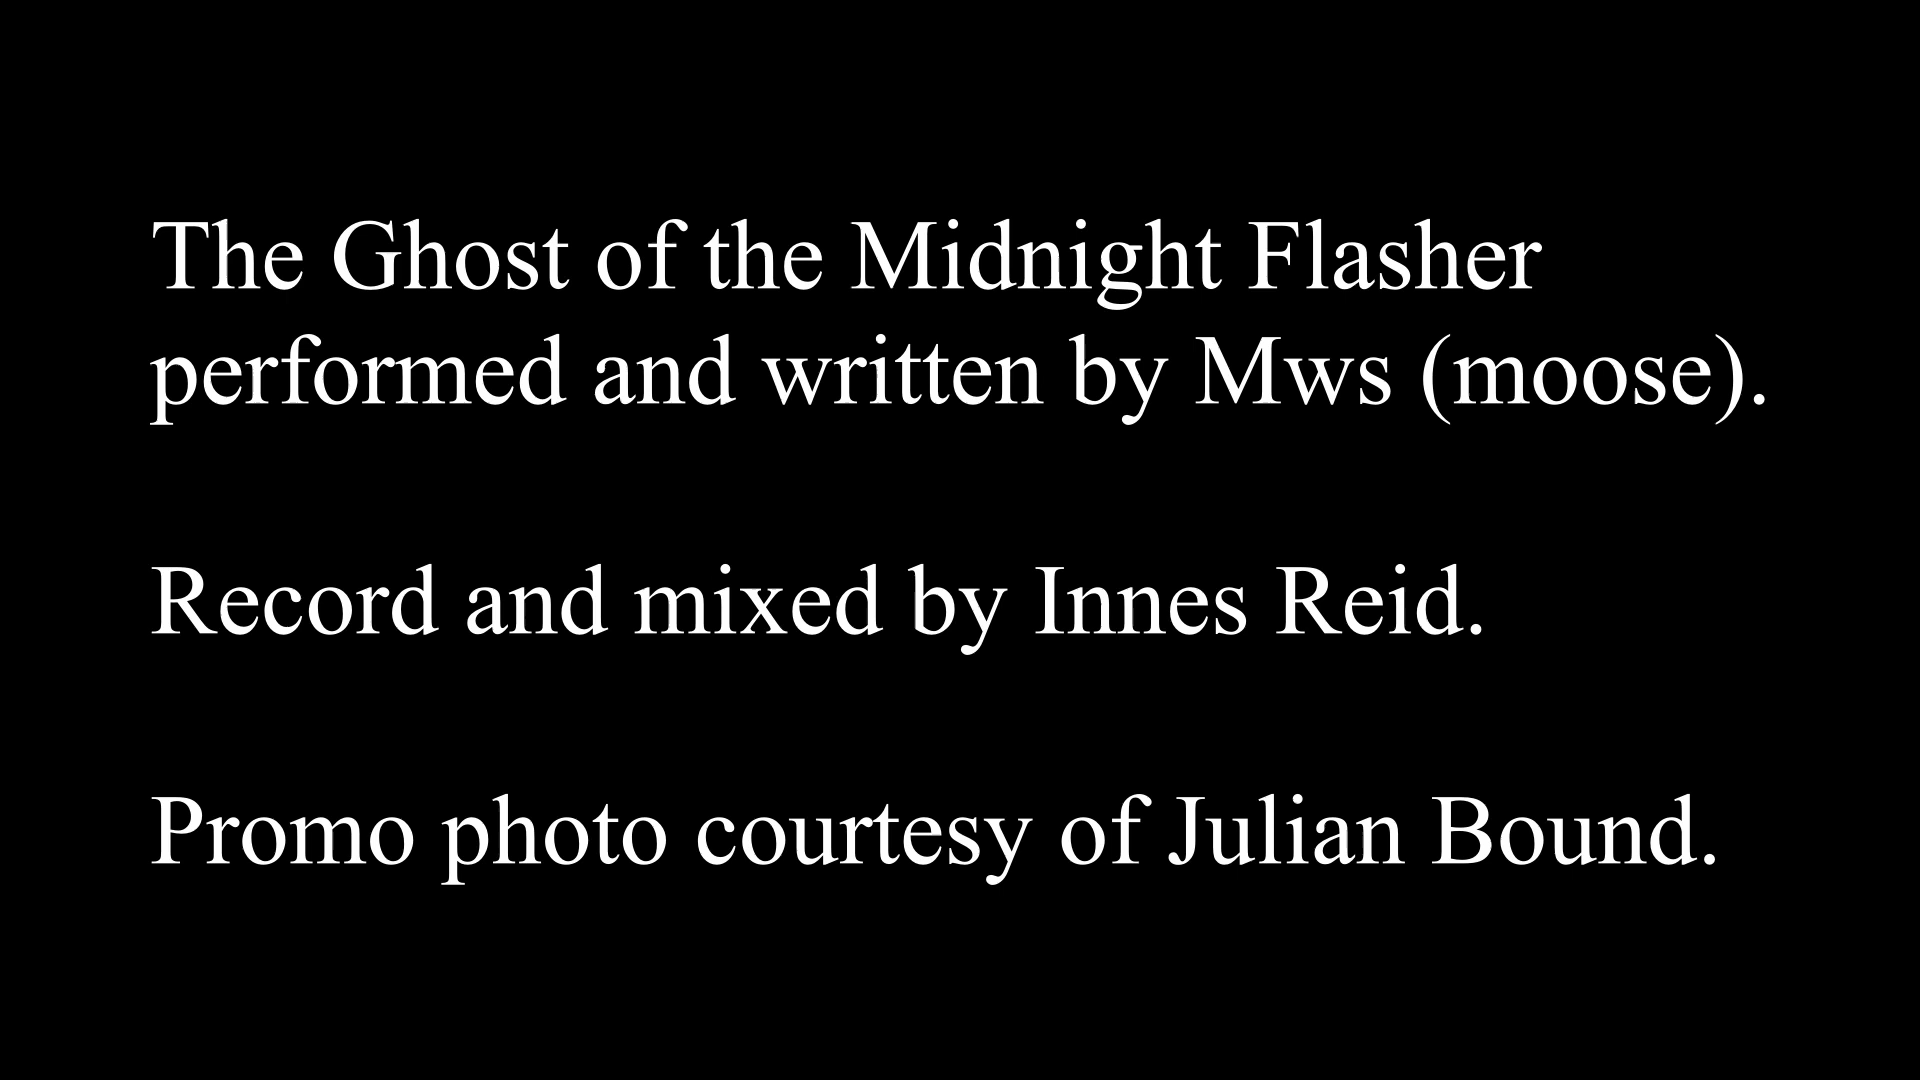 The Ghost of the Midnight Flasher
performed and written by Mws (moose).
Record and mixed by Innes Reid.
Promo photo courtesy of Julian Bound.